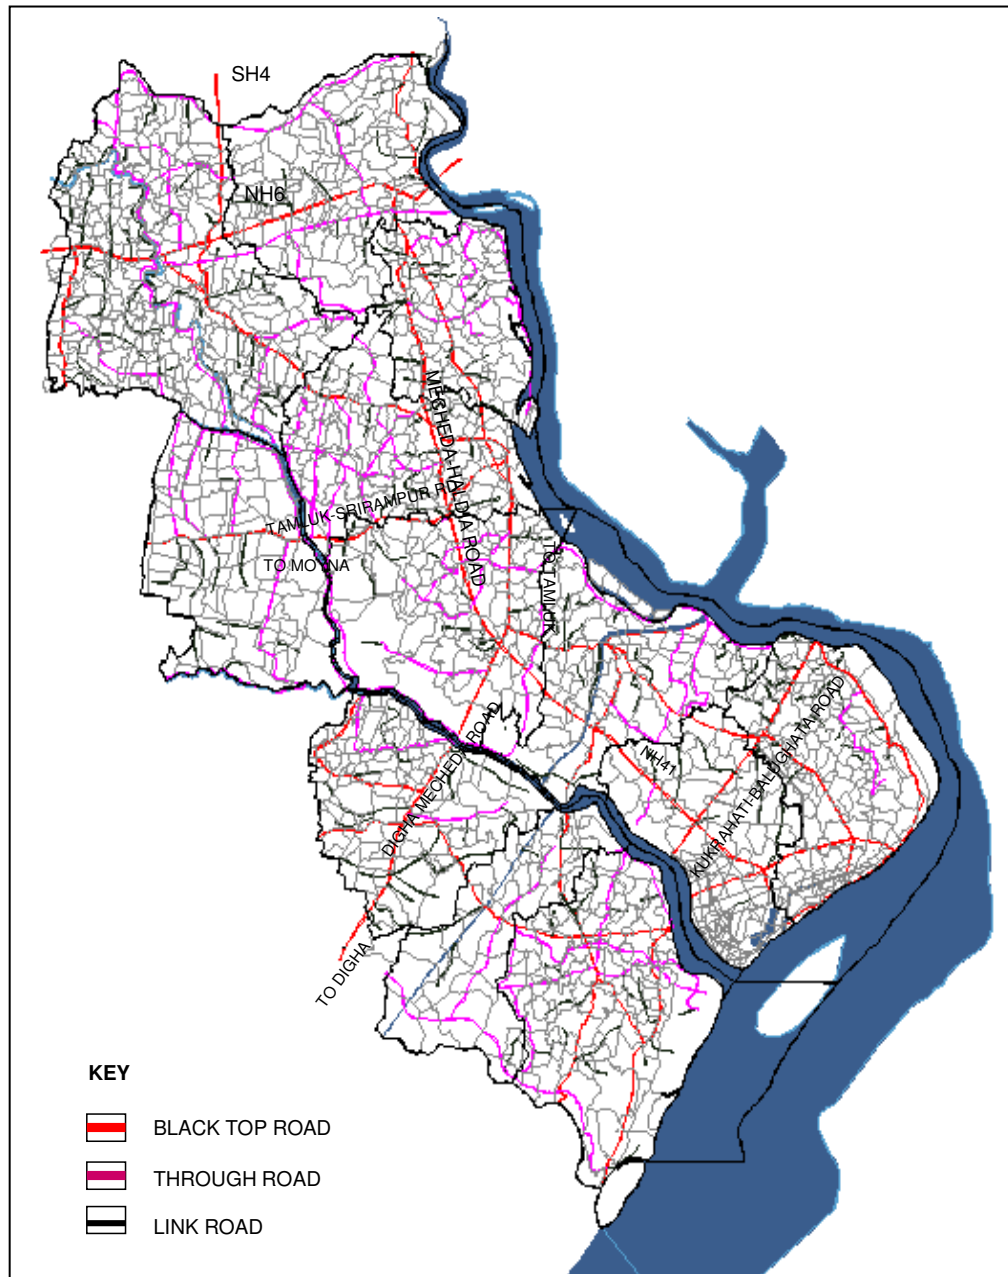 SH4
NH6
MECHEDA-HALDIA ROAD
TAMLUK-SRIRAMPUR RD
TO MOYNA
TO TAMLUK
NH41
KUKRAHATI-BALUGHATA ROAD
DIGHA MECHEDA ROAD
TO DIGHA
KEY
BLACK TOP ROAD
THROUGH ROAD
LINK ROAD